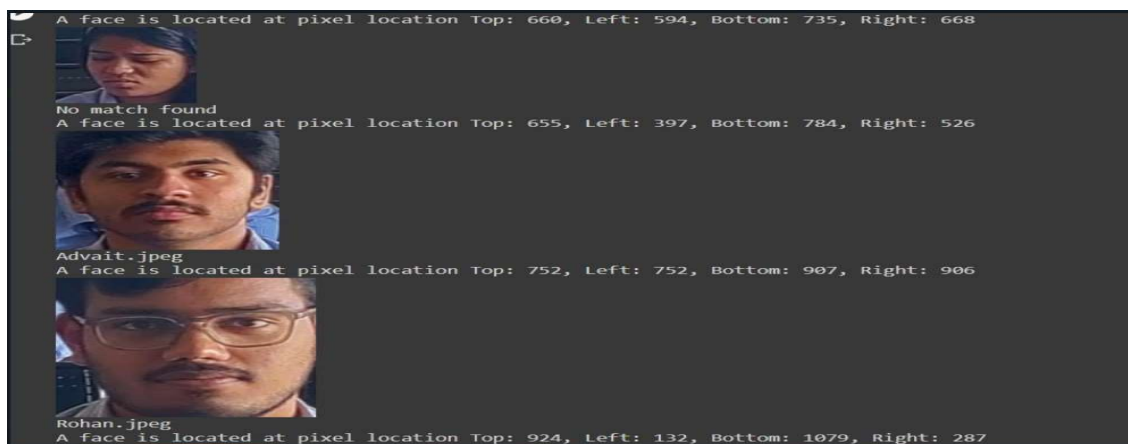 A face is located at pixel location Top: 660, Left: 594, Bottom: 735, Right: 668
No match found
A face is located at pixel location Top: 655, Left: 397, Bottom: 784, Right: 526
Advait.jpeg
A face is located at pixel location Top: 752, Left: 752, Bottom: 907, Right: 906
Rohan.jpeg
A face is located at pixel location Top: 924, Left: 132, Bottom: 1079, Right: 287